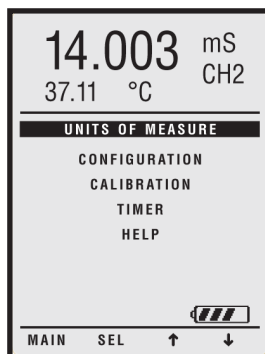 14.003 mS
37.11 °C CH2
UNITS OF MEASURE
CONFIGURATION
CALIBRATION
TIMER
HELP
MAIN SEL ↑ ↓